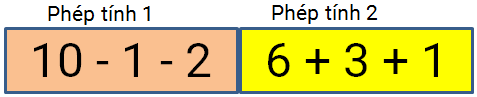 Phép tính 1 Phép tính 2
10 - 1 - 2 6 + 3 + 1